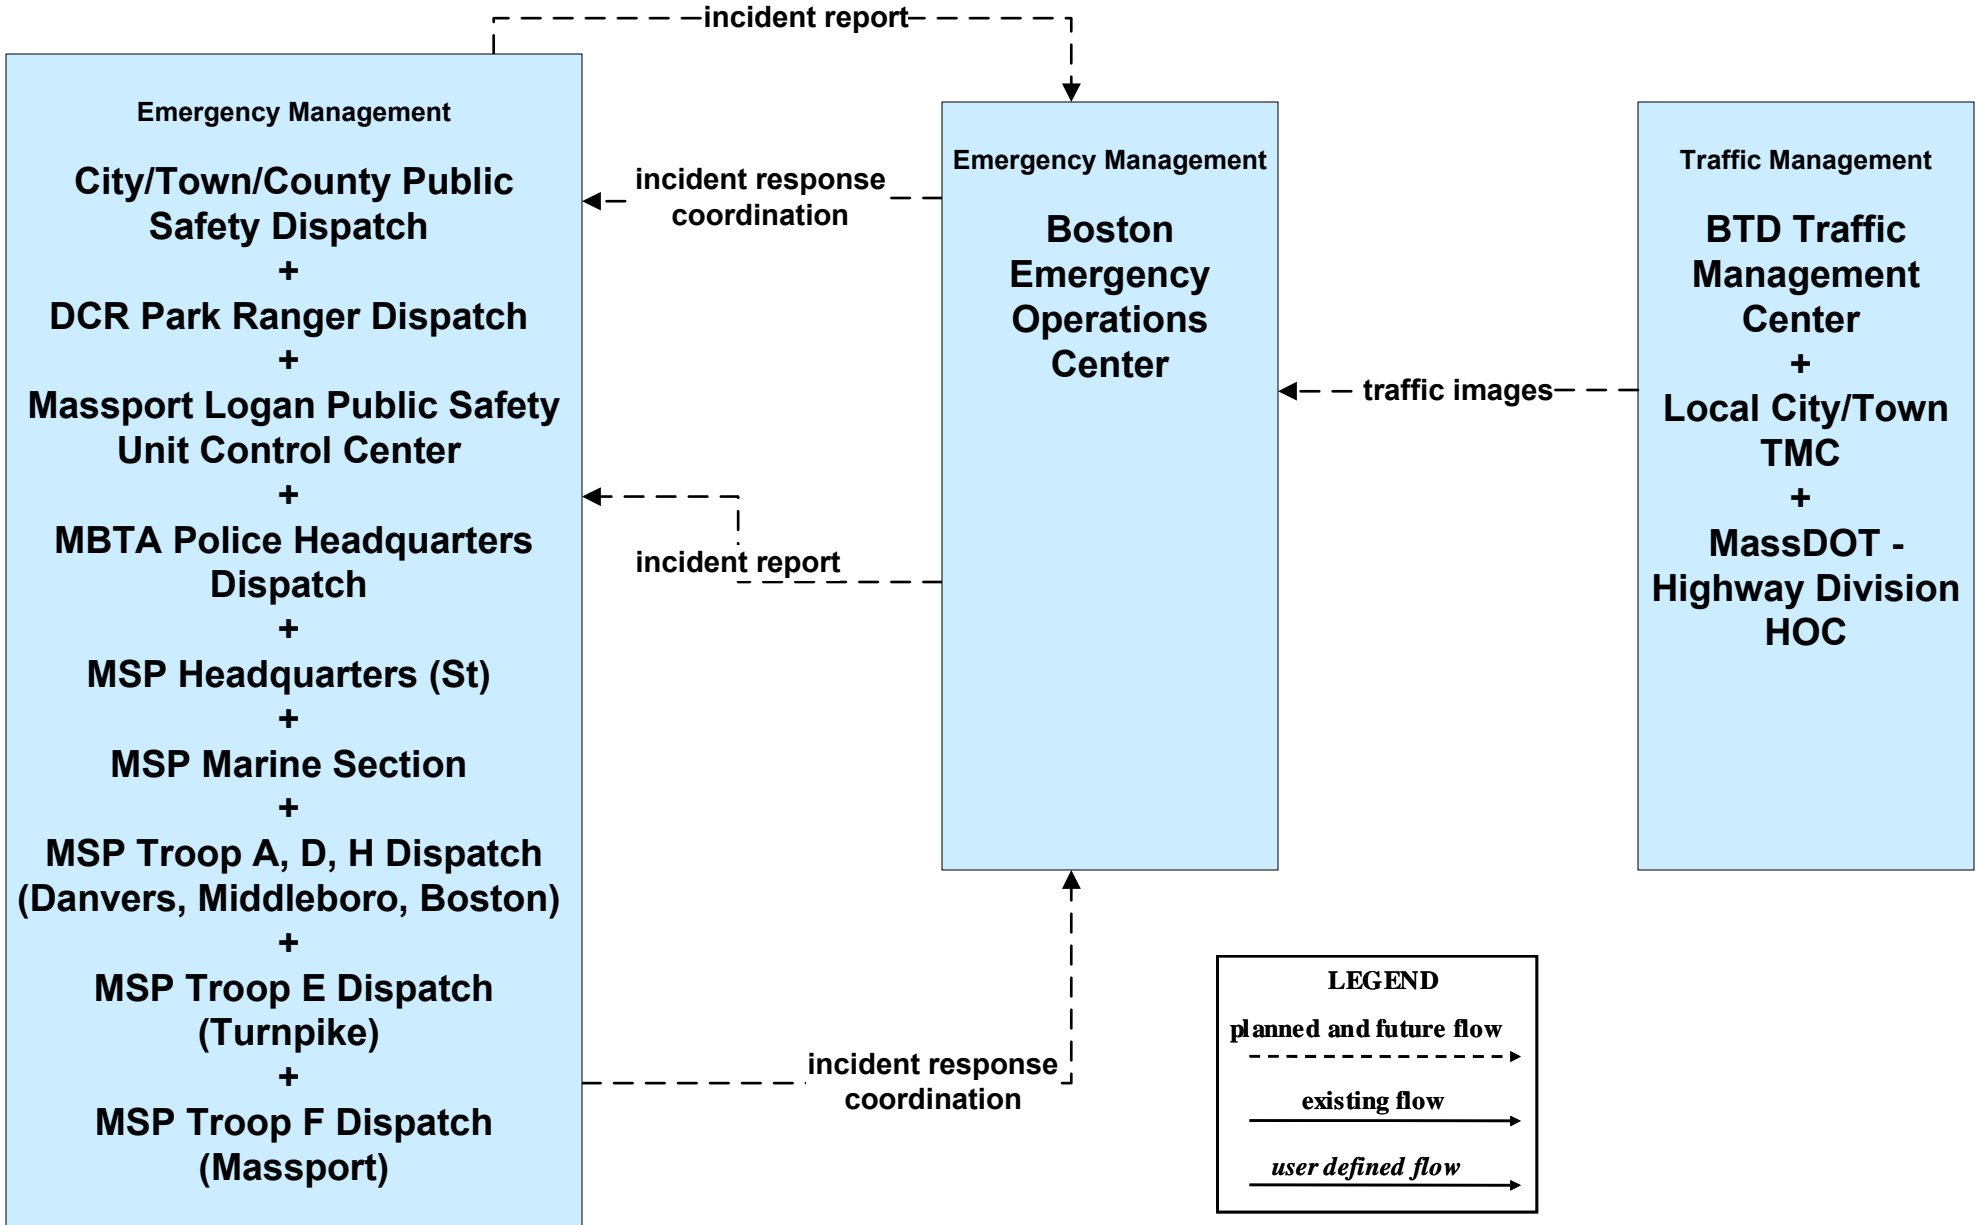 incident report
Emergency Management
City/Town/County Public
Safety Dispatch
+
DCR Park Ranger Dispatch
+
Massport Logan Public Safety
Unit Control Center
+
MBTA Police Headquarters
Dispatch
+
MSP Headquarters (St)
+
MSP Marine Section
+
MSP Troop A, D, H Dispatch
(Danvers, Middleboro, Boston)
+
MSP Troop E Dispatch
(Turnpike)
+
MSP Troop F Dispatch
(Massport)
incident response
coordination
incident report
incident response
coordination
Emergency Management
Boston
Emergency
Operations
Center
traffic images
Traffic Management
BTD Traffic
Management
Center
+
Local City/Town
TMC
+
MassDOT -
Highway Division
HOC
LEGEND
planned and future flow
existing flow
user defined flow